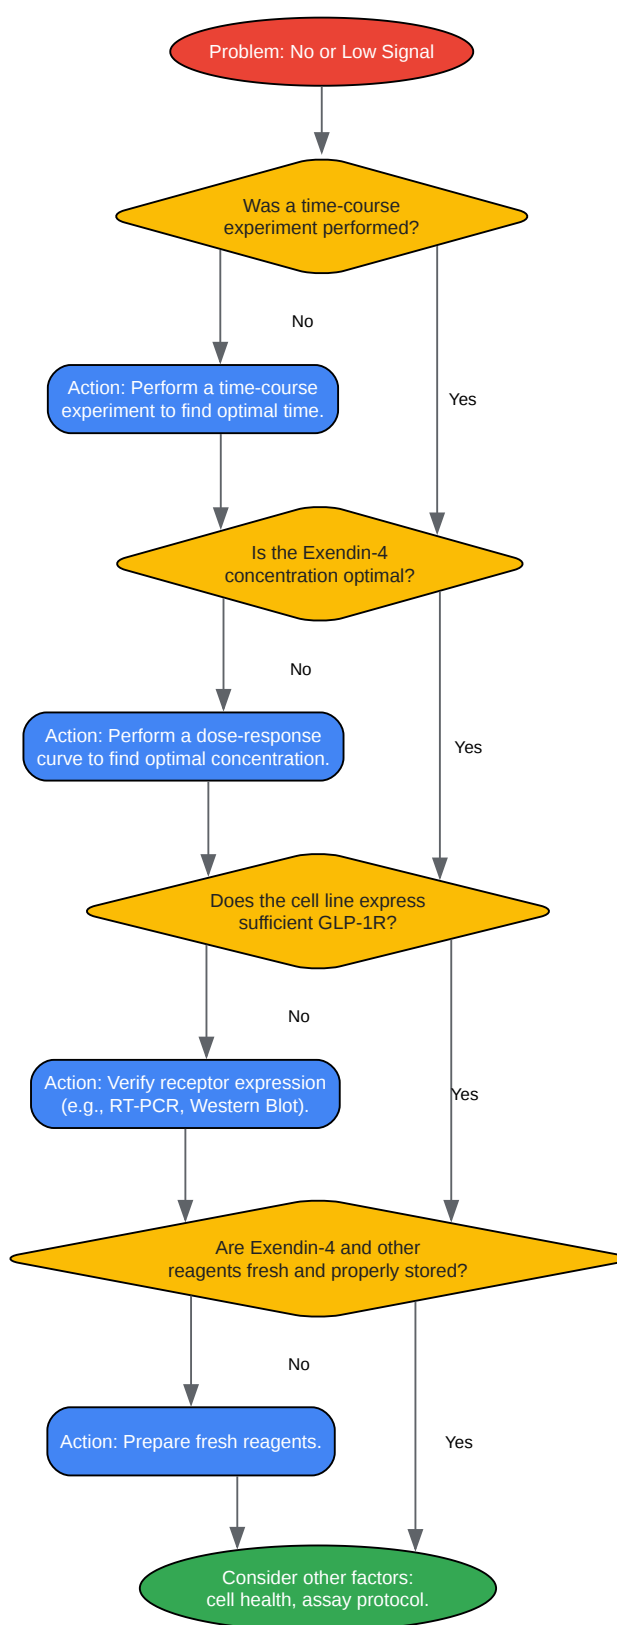 Problem: No or Low Signal
Was a time-course
experiment performed?
No
Action: Perform a time-course
experiment to find optimal time.
Yes
Is the Exendin-4
concentration optimal?
No
Action: Perform a dose-response
curve to find optimal concentration.
Yes
Does the cell line express
sufficient GLP-1R?
No
Action: Verify receptor expression
(e.g., RT-PCR, Western Blot).
Yes
Are Exendin-4 and other
reagents fresh and properly stored?
No
Action: Prepare fresh reagents.
Yes
Consider other factors:
cell health, assay protocol.